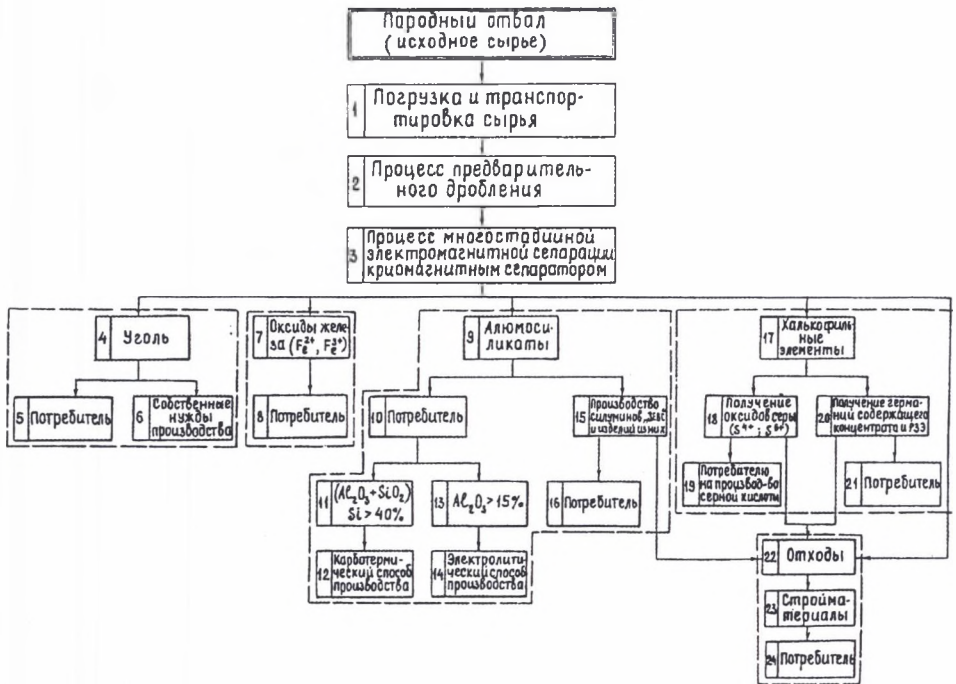 Породный отвал
(исходное сырье)
1 Погрузка и транспор-
тировка сырья
2 Процесс предваритель-
ного дробления
3 Процесс многостадийной
электромагнитной сепарации
криомагнитным сепаратором
4 Уголь
5 Потребитель
6 Собственные
нужды
производства
7 Оксиды желе-
за (Fe²⁺, Fe³⁺)
8 Потребитель
9 Алюмоси-
ликаты
10 Потребитель
11 (Al₂O₃+SiO₂)
Si>40%
12 Карботерми-
ческий способ
производства
13 Al₂O₃>15%
14 Электролити-
ческий способ
производства
15 Производство
силуминов,
и изделий из них
16 Потребитель
17 Халькофиль-
ные
элементы
18 Получение
оксидов серы
(S⁴⁺; S⁶⁺)
19 Потребителю
на производ-во
серной кислоты
20 Получение герма-
ний содержащего
концентрата и РЗЭ
21 Потребитель
22 Отходы
23 Стройма-
териалы
24 Потребитель